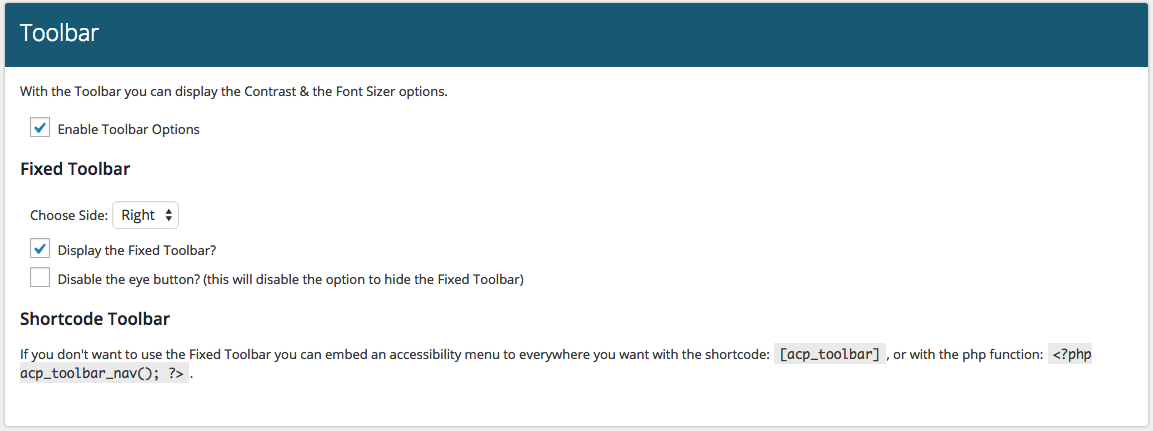 Toolbar
With the Toolbar you can display the Contrast & the Font Sizer options.
Enable Toolbar Options
Fixed Toolbar
Choose Side: Right
Display the Fixed Toolbar?
Disable the eye button? (this will disable the option to hide the Fixed Toolbar)
Shortcode Toolbar
If you don't want to use the Fixed Toolbar you can embed an accessibility menu to everywhere you want with the shortcode: [acp_toolbar] , or with the php function: <?php
acp_toolbar_nav(); ?> .